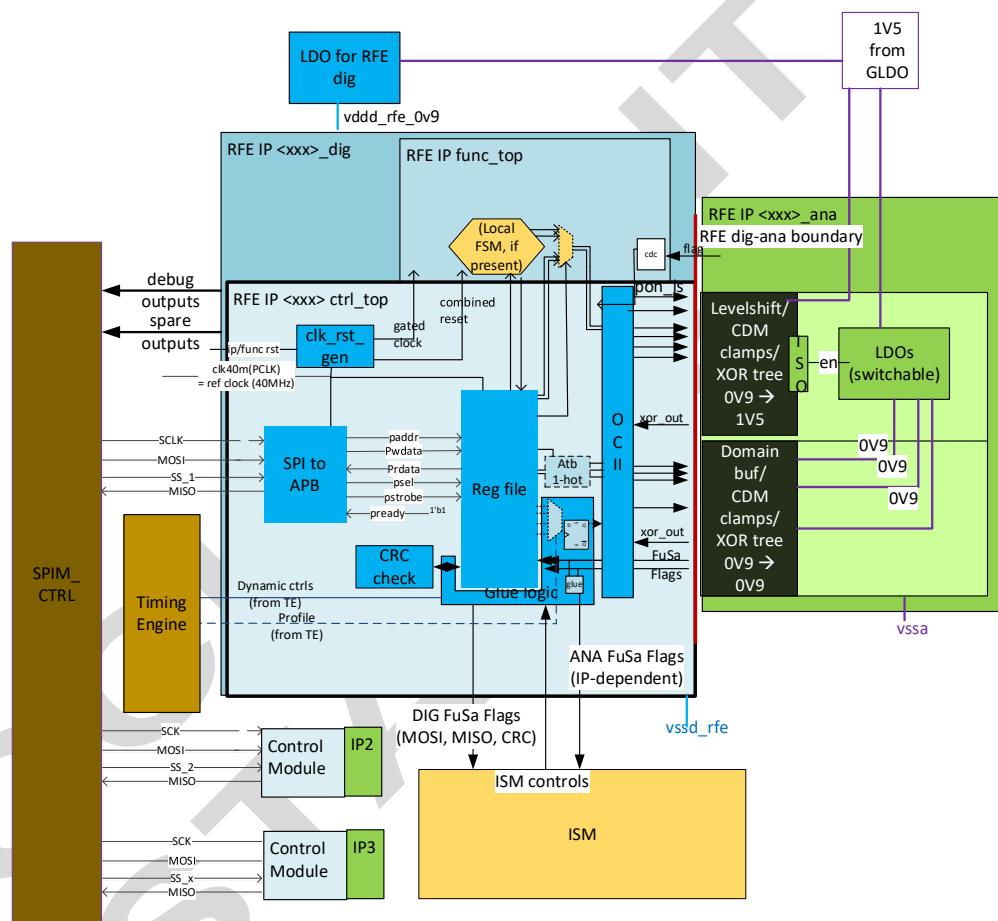 LDO for RFE
dig
1V5
from
GLDO
vddd_rfe_0v9
RFE IP <xxx>_dig
RFE IP func_top
RFE IP <xxx>_ana
RFE dig-ana boundary
(Local
FSM, if
present)
cdc
flag
pon_ls
debug
outputs
spare
outputs
RFE IP <xxx> ctrl_top
combined
reset
gated
clock
clk_rst_
gen
ip/func rst
clk40m(PCLK)
= ref clock (40MHz)
Levelshift/
CDM
clamps/
XOR tree
0V9 →
1V5
I
S
O
en
LDOs
(switchable)
SCLK
MOSI
SS_1
MISO
SPI to
APB
paddr
Pwdata
Prdata
psel
pstrobe
pready
1'b1
Reg file
Atb
1-hot
O
C
II
xor_out
xor_out
FuSa
Flags
0V9
0V9
0V9
Domain
buf/
CDM
clamps/
XOR tree
0V9 →
0V9
CRC
check
glue
Glue logic
SPIM_
CTRL
Timing
Engine
Dynamic ctrls
(from TE)
Profile
(from TE)
vssa
ANA FuSa Flags
(IP-dependent)
vssd_rfe
DIG FuSa Flags
(MOSI, MISO, CRC)
ISM controls
ISM
SCK
MOSI
SS_2
MISO
Control
Module
IP2
SCK
MOSI
SS_x
MISO
Control
Module
IP3